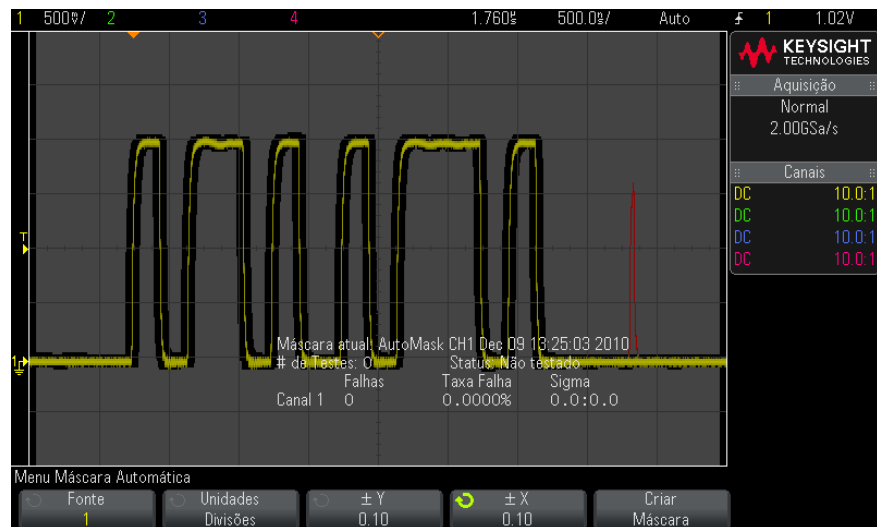 1 500♈/ 2 3 4 1.760s 500.0s/ Auto 1 1.02V
KEYSIGHT
TECHNOLOGIES
Aquisição
Normal
2.00GSa/s
Canais
DC 10.0:1
DC 10.0:1
DC 10.0:1
DC 10.0:1
T
1
Máscara atual: AutoMask CH1 Dec 09 13:25:03 2010
# de Testes: 0 Status: Não testado
Falhas Taxa Falha Sigma
Canal 1 0 0.0000% 0.0:0.0
Menu Máscara Automática
Fonte Unidades ± Y ± X Criar
1 Divisões 0.10 0.10 Máscara